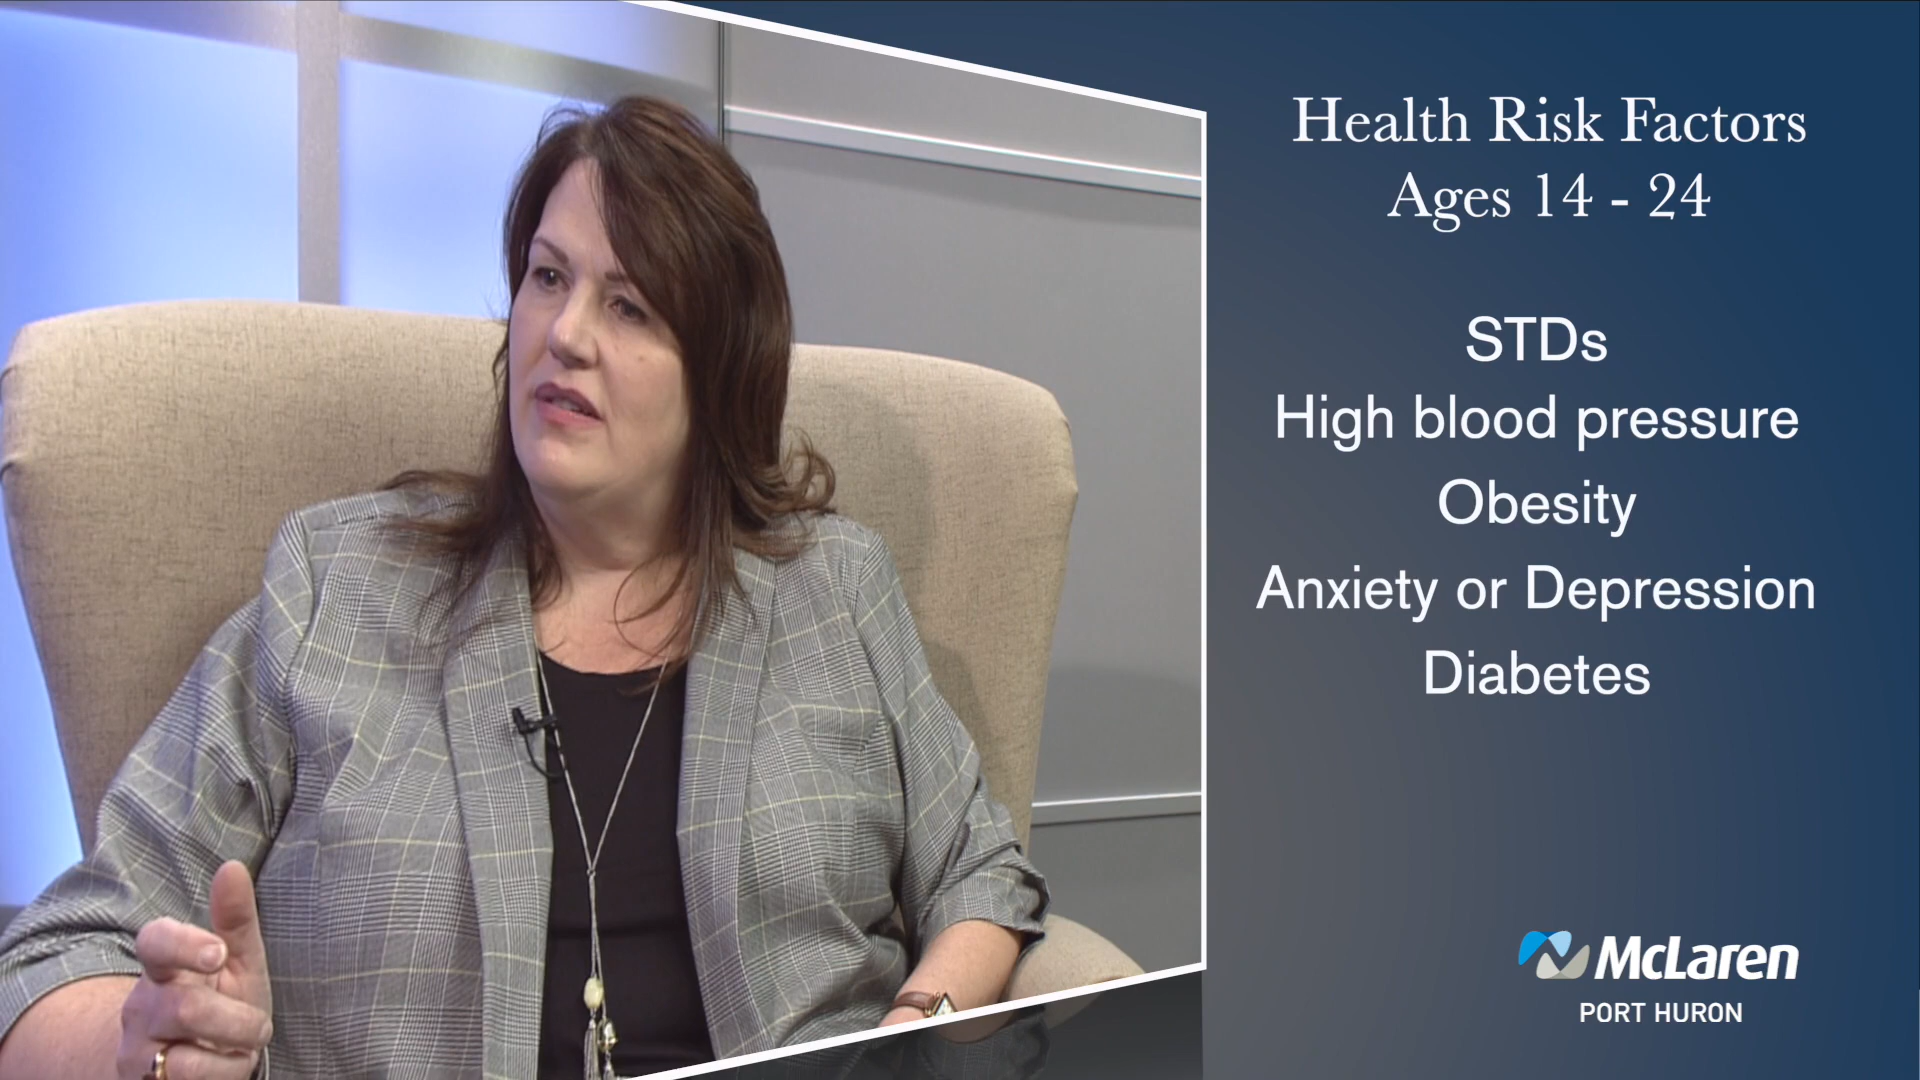 Health Risk Factors
Ages 14 - 24
STDs
High blood pressure
Obesity
Anxiety or Depression
Diabetes
McLaren
PORT HURON